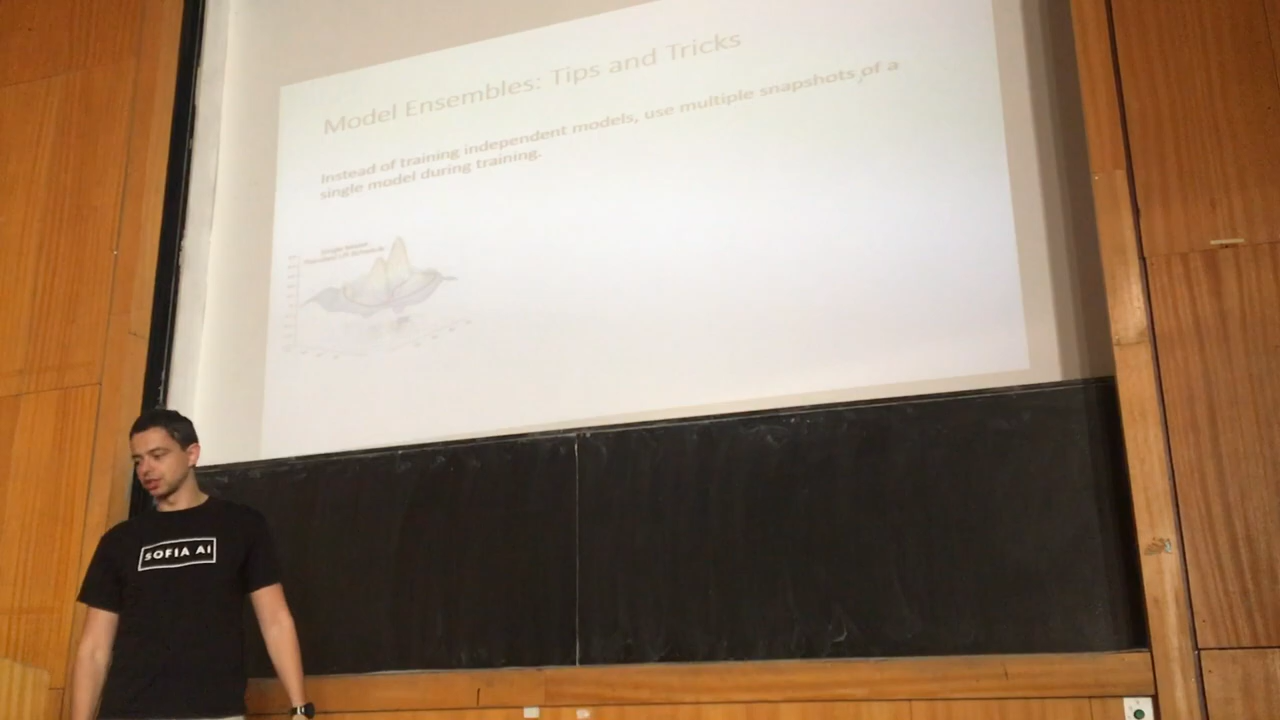 Model Ensembles: Tips and Tricks
Instead of training independent models, use multiple snapshots of a
single model during training.
SOFIA AI